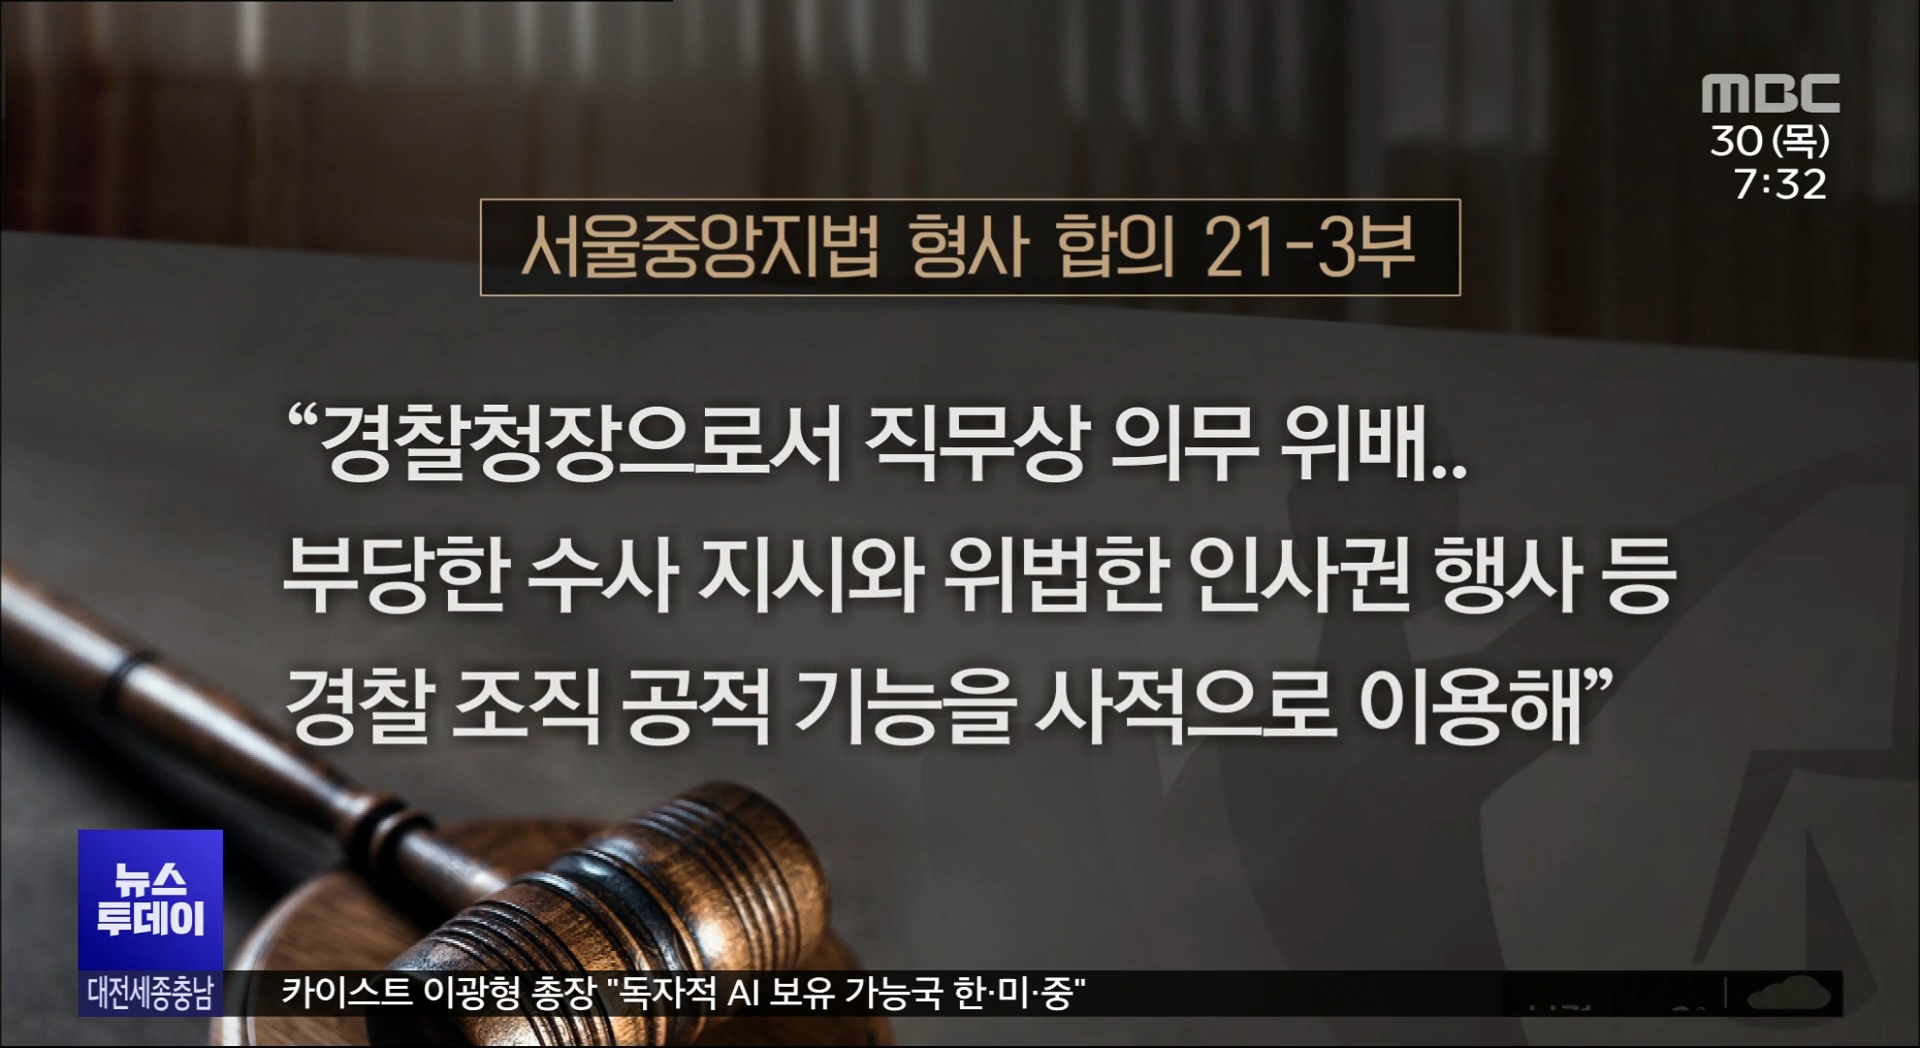 MBC
30 (목)
7:32
서울중앙지법 형사 합의 21-3부
“경찰청장으로서 직무상 의무 위배..
부당한 수사 지시와 위법한 인사권 행사 등
경찰 조직 공적 기능을 사적으로 이용해”
뉴스
투데이
대전세종충남
카이스트 이광형 총장 "독자적 AI 보유 가능국 한·미·중"